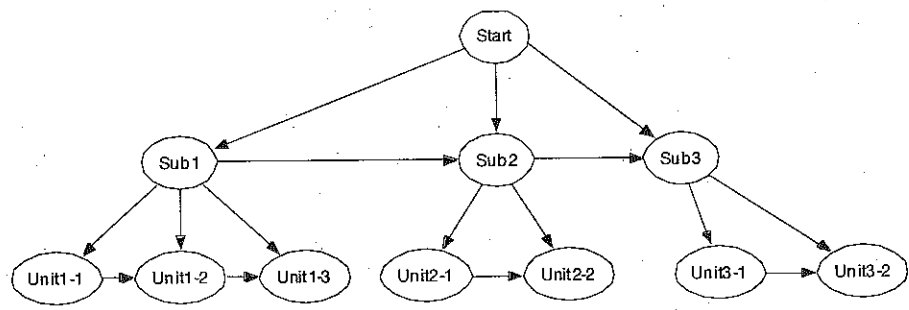 Start
Sub1
Sub2
Sub3
Unit1-1
Unit1-2
Unit1-3
Unit2-1
Unit2-2
Unit3-1
Unit3-2